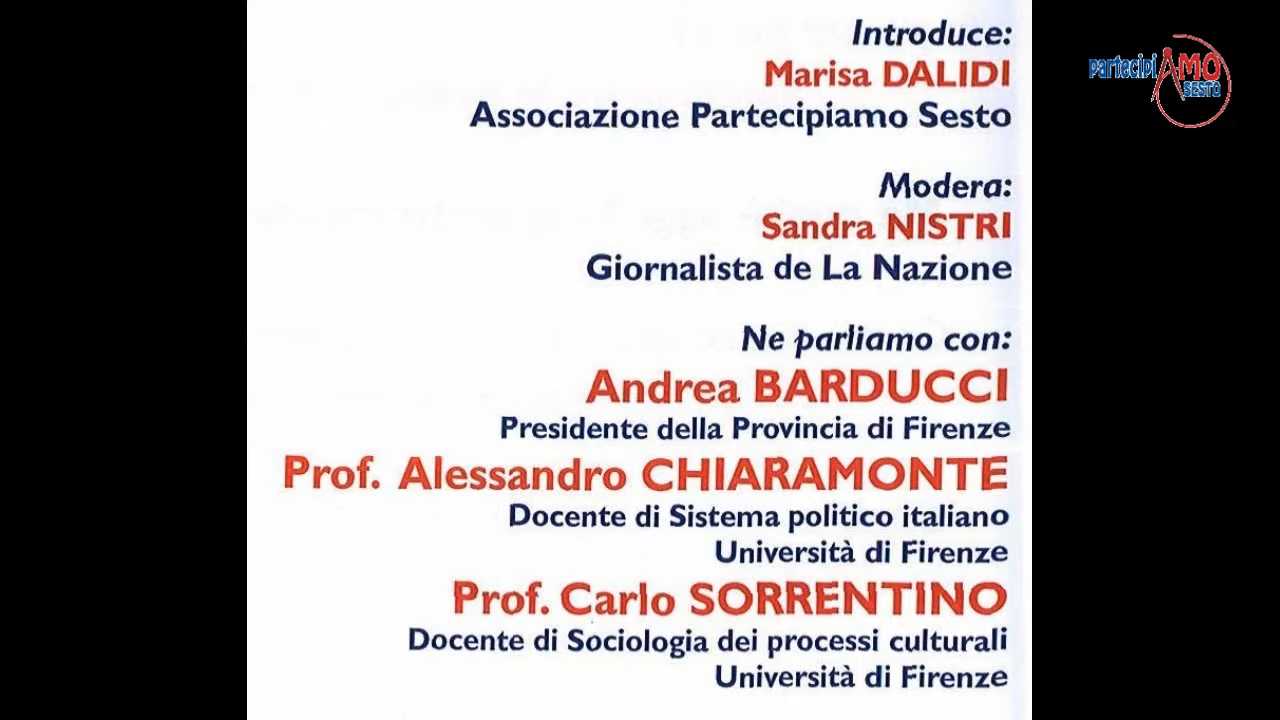 Introduce:
Marisa DALIDI
Associazione Partecipiamo Sesto
Modera:
Sandra NISTRI
Giornalista de La Nazione
Ne parliamo con:
Andrea BARDUCCI
Presidente della Provincia di Firenze
Prof. Alessandro CHIARAMONTE
Docente di Sistema politico italiano
Università di Firenze
Prof. Carlo SORRENTINO
Docente di Sociologia dei processi culturali
Università di Firenze
partecipiAMO
SESTO